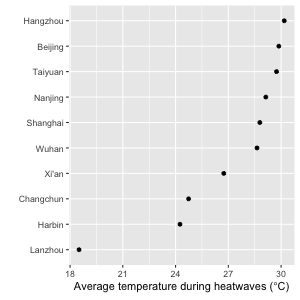 Hangzhou
Beijing
Taiyuan
Nanjing
Shanghai
Wuhan
Xi'an
Changchun
Harbin
Lanzhou
18 21 24 27 30
Average temperature during heatwaves (°C)